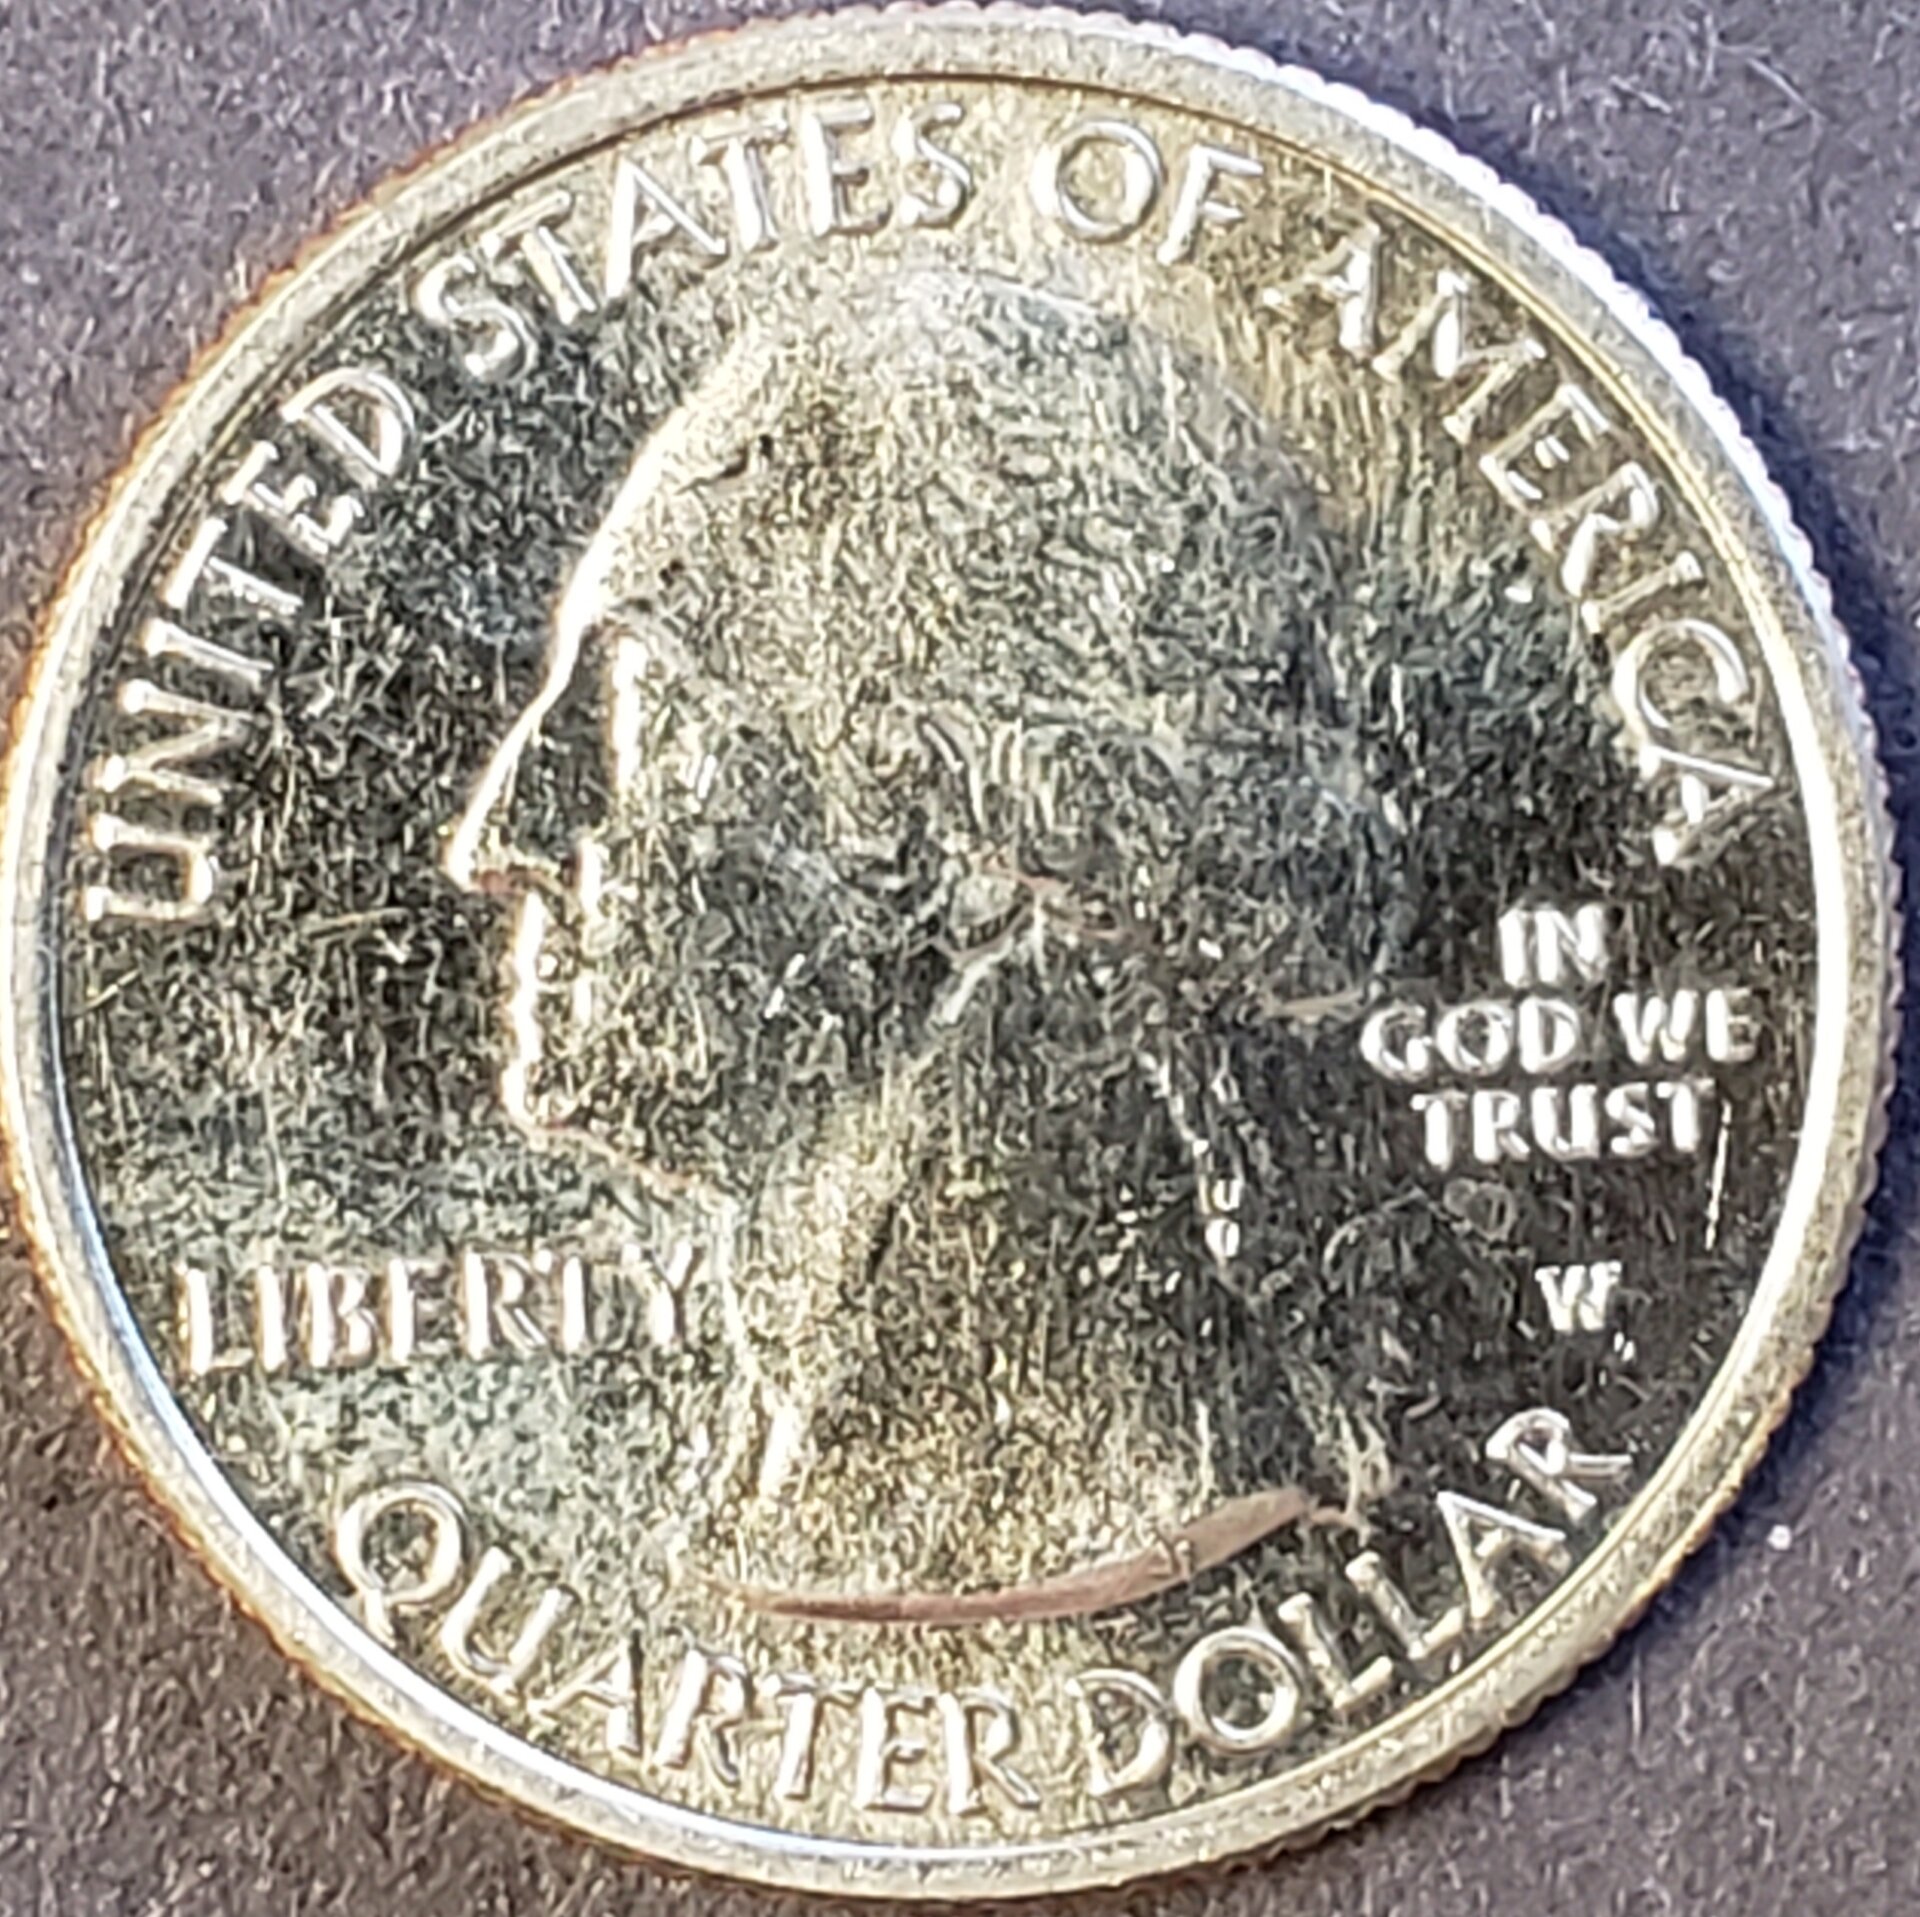 UNITED STATES OF AMERICA
IN
GOD WE
TRUST
LIBERTY
W
QUARTER DOLLAR